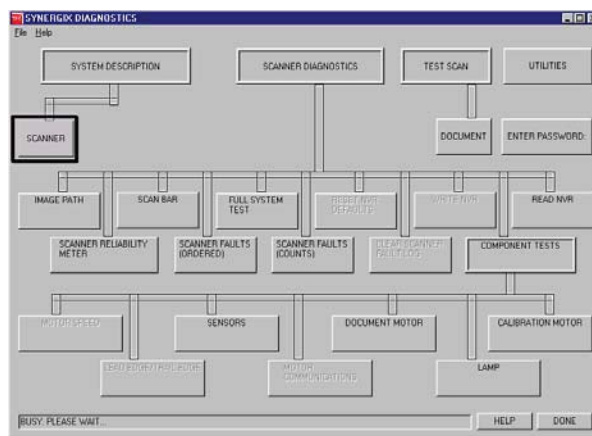 SYNERGIX DIAGNOSTICS
File Help
SYSTEM DESCRIPTION
SCANNER DIAGNOSTICS
TEST SCAN
UTILITIES
SCANNER
DOCUMENT
ENTER PASSWORD:
IMAGE PATH
SCAN BAR
FULL SYSTEM
TEST
RESET NVR
DEFAULTS
WRITE NVR
READ NVR
SCANNER RELIABILITY
METER
SCANNER FAULTS
(ORDERED)
SCANNER FAULTS
(COUNTS)
CLEAR SCANNER
FAULT LOG
COMPONENT TESTS
MOTOR SPEED
SENSORS
DOCUMENT MOTOR
CALIBRATION MOTOR
LEAD EDGE/TRAIL EDGE
MOTOR
COMMUNICATIONS
LAMP
BUSY: PLEASE WAIT...
HELP
DONE